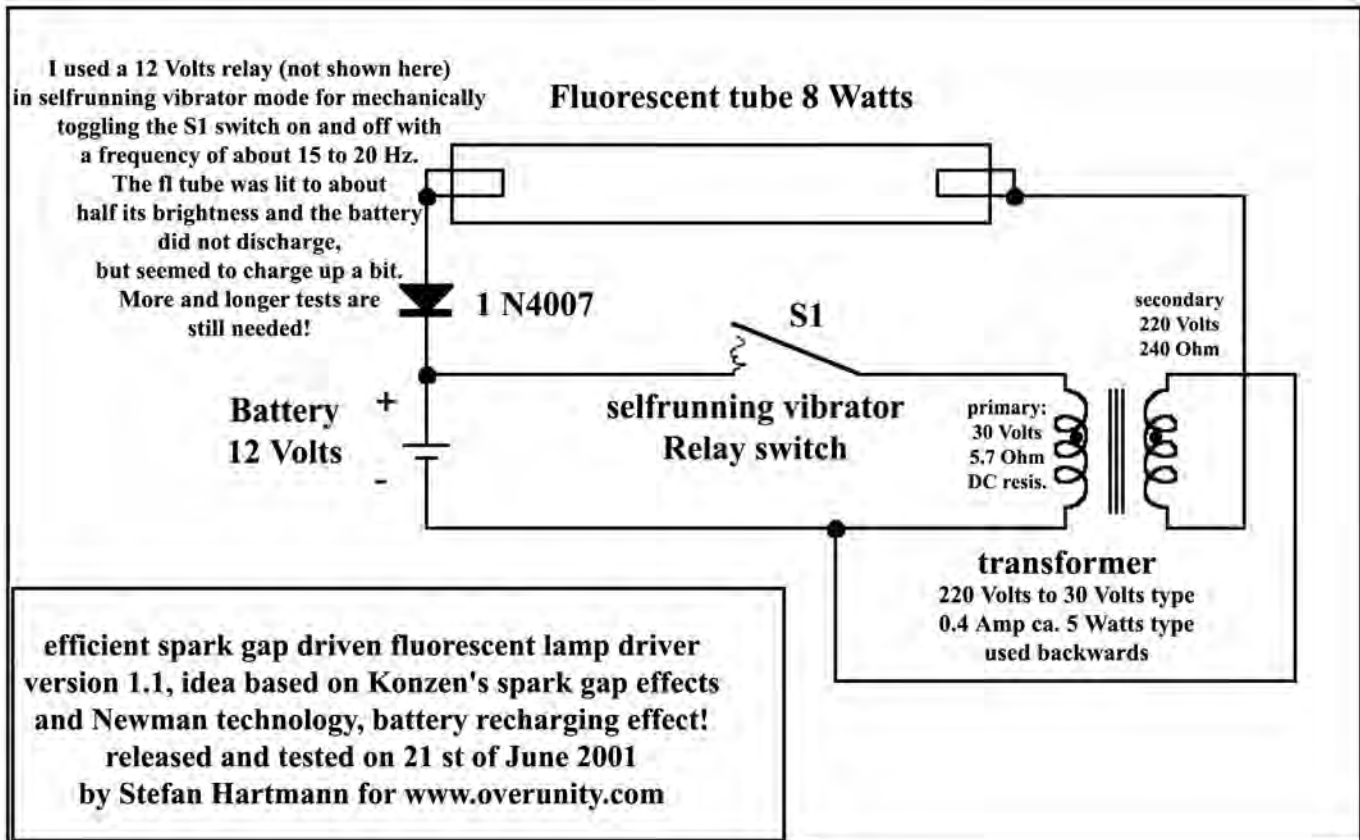 I used a 12 Volts relay (not shown here)
in selfrunning vibrator mode for mechanically
toggling the S1 switch on and off with
a frequency of about 15 to 20 Hz.
The fl tube was lit to about
half its brightness and the battery
did not discharge,
but seemed to charge up a bit.
More and longer tests are
still needed!
Fluorescent tube 8 Watts
1 N4007
S1
secondary
220 Volts
240 Ohm
Battery
12 Volts
+
-
selfrunning vibrator
Relay switch
primary:
30 Volts
5,7 Ohm
DC resis.
transformer
220 Volts to 30 Volts type
0.4 Amp ca. 5 Watts type
used backwards
efficient spark gap driven fluorescent lamp driver
version 1.1, idea based on Konzen's spark gap effects
and Newman technology, battery recharging effect!
released and tested on 21 st of June 2001
by Stefan Hartmann for www.overunity.com